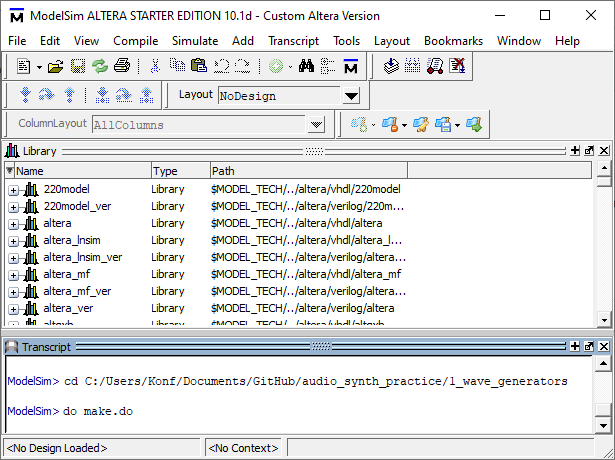 ModelSim ALTERA STARTER EDITION 10.1d - Custom Altera Version
File Edit View Compile Simulate Add Transcript Tools Layout Bookmarks Window Help
Layout NoDesign
ColumnLayout AllColumns
Library
Name Type Path
220model Library $MODEL_TECH/../altera/vhdl/220model
220model_ver Library $MODEL_TECH/../altera/verilog/220m...
altera Library $MODEL_TECH/../altera/vhdl/altera
altera_lnsim Library $MODEL_TECH/../altera/vhdl/altera_l...
altera_lnsim_ver Library $MODEL_TECH/../altera/verilog/altera...
altera_mf Library $MODEL_TECH/../altera/vhdl/altera_mf
altera_mf_ver Library $MODEL_TECH/../altera/verilog/altera...
altera_ver Library $MODEL_TECH/../altera/verilog/altera
altgxb Library $MODEL_TECH/../altera/vhdl/altgxb
Transcript
ModelSim> cd C:/Users/Konf/Documents/GitHub/audio_synth_practice/1_wave_generators
ModelSim> do make.do
<No Design Loaded> <No Context>